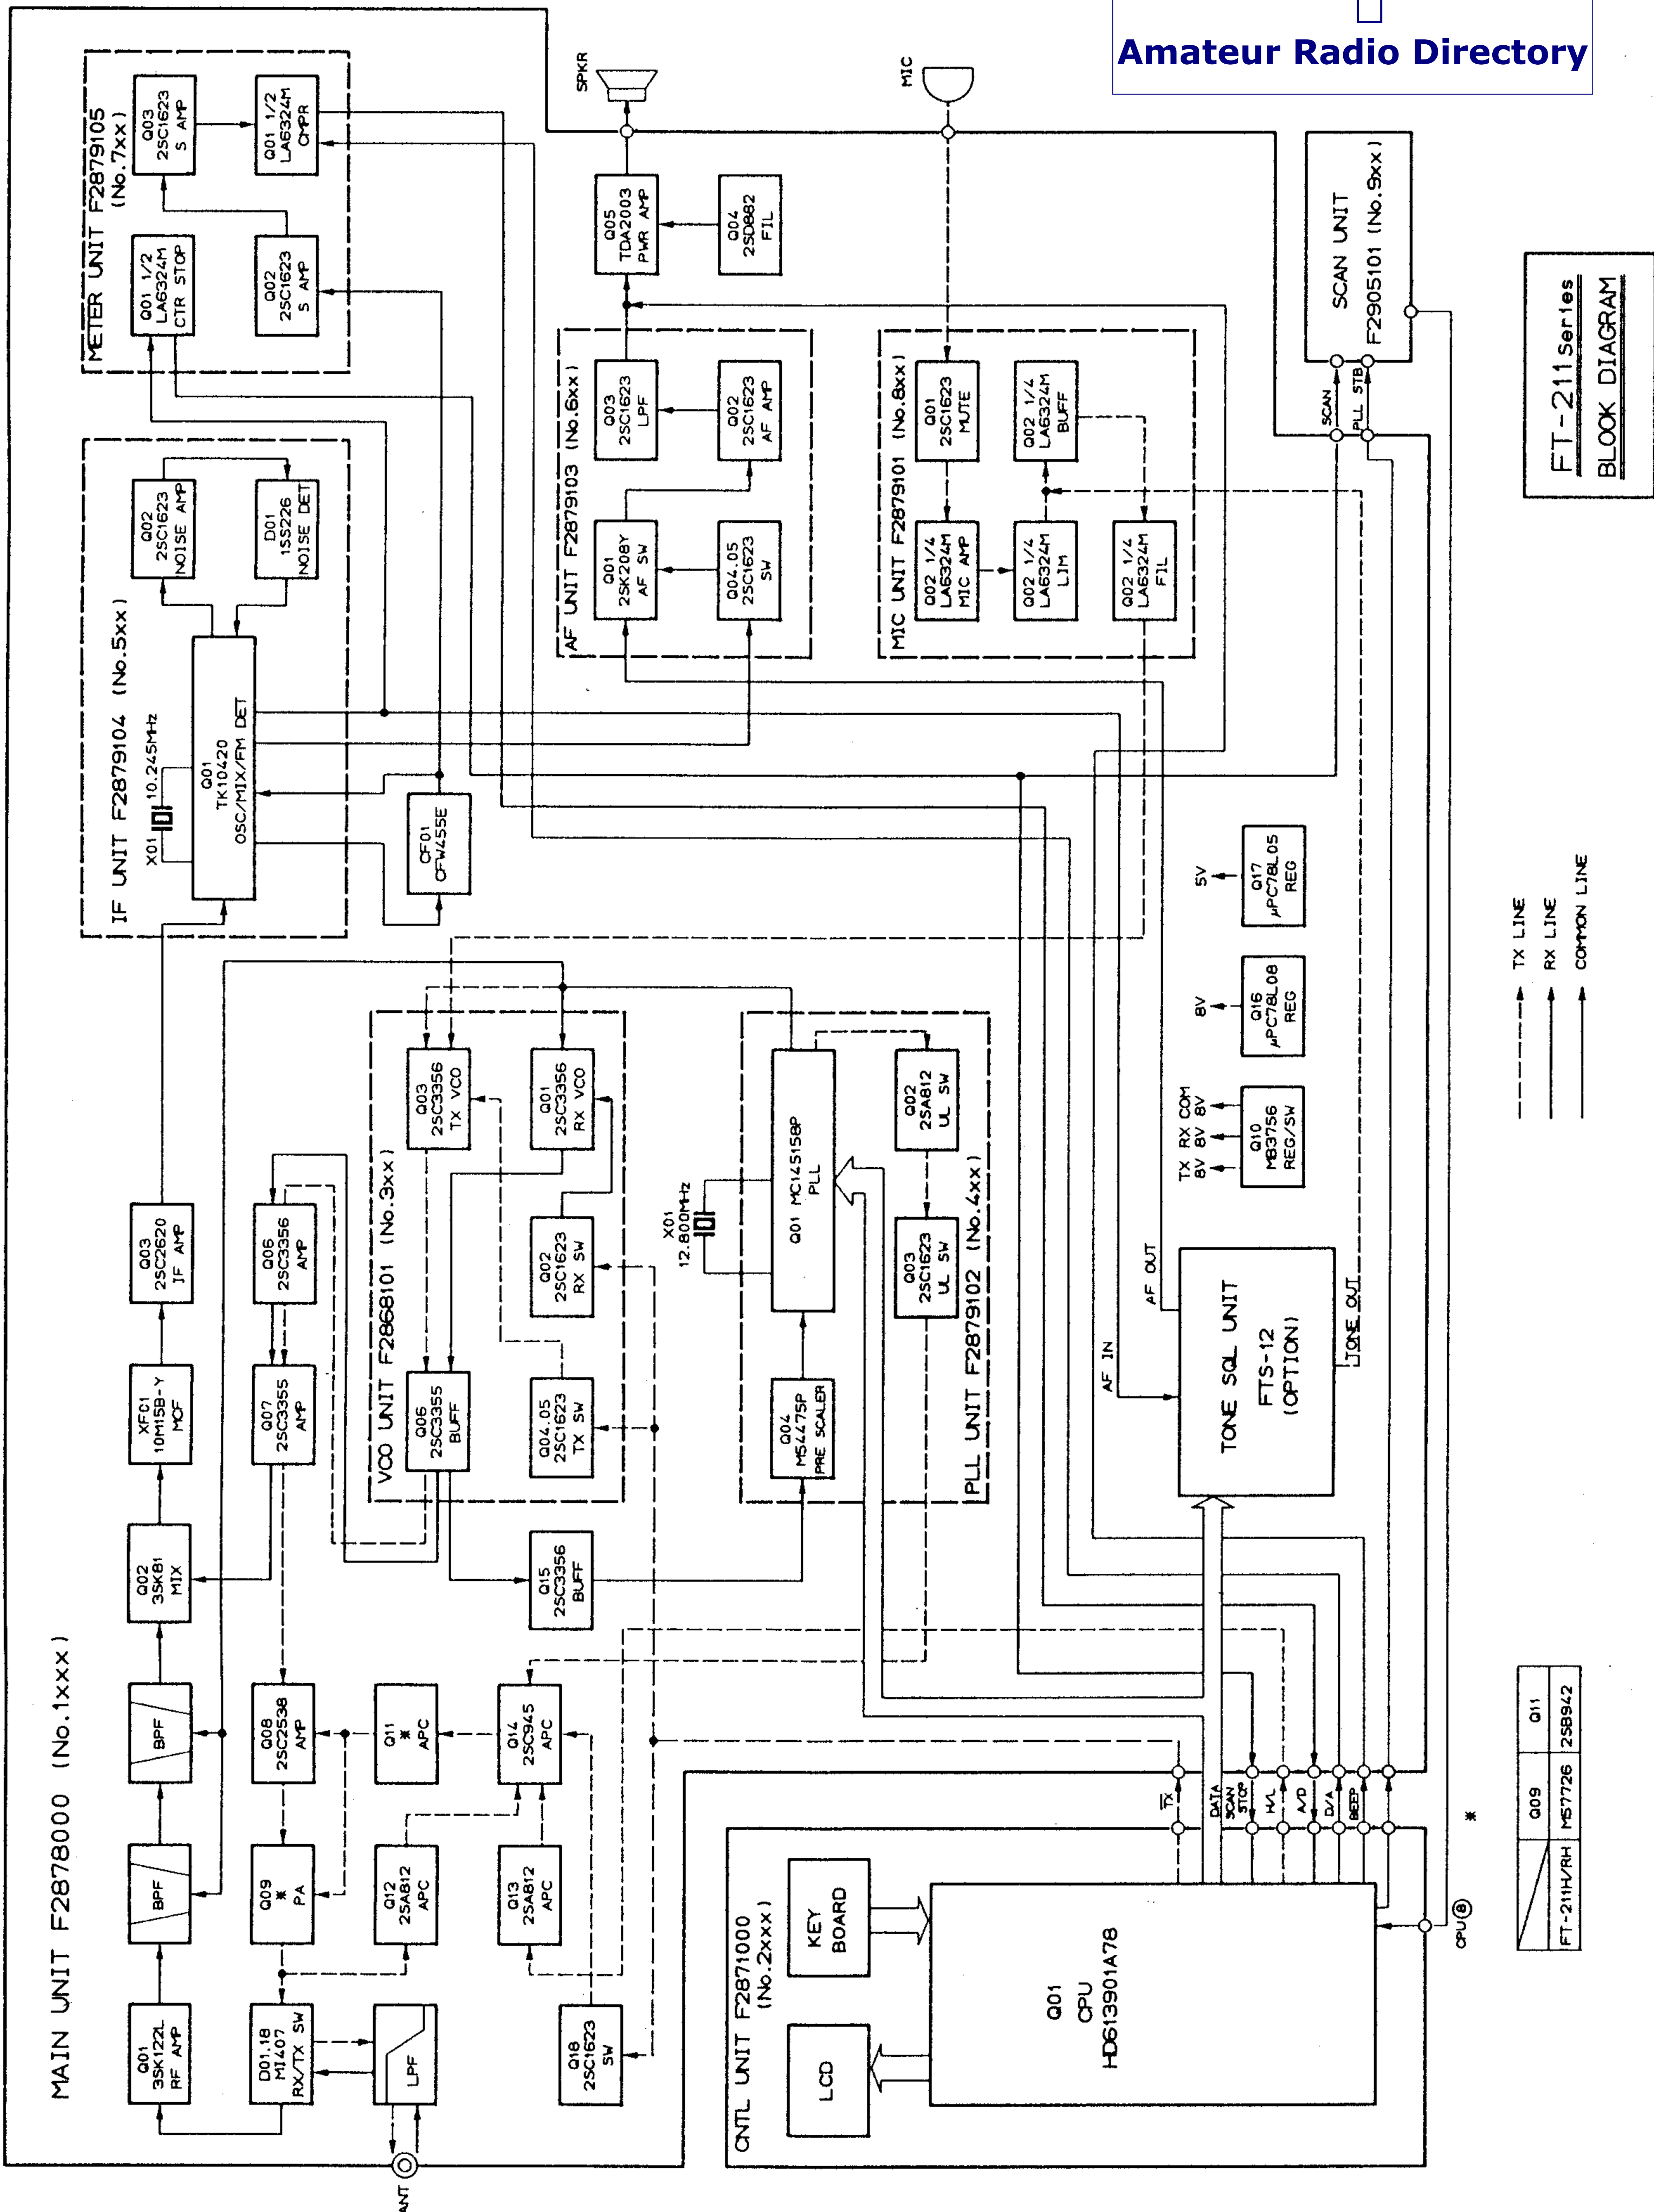 Amateur Radio Directory
FT-211Series
BLOOK DIAGRAM
MAIN UNIT F2878000 (No.1xxx)
Q01
3SK122L
RF AMP
BPF
BPF
Q02
3SK81
MIX
XF01
10M15B-Y
MCF
Q03
2SC2620
IF AMP
D01,18
MI407
RX/TX SW
Q09
*
PA
Q08
2SC2538
AMP
Q07
2SC3355
AMP
Q06
2SC3356
AMP
LPF
ANT
Q12
2SA812
APC
Q11
*
APC
Q13
2SA812
APC
Q14
2SC945
APC
Q18
2SC1623
SW
Q15
2SC3356
BUFF
VCO UNIT F2868101 (No.3xx)
Q06
2SC3355
BUFF
Q03
2SC3356
TX VCO
Q04.05
2SC1623
TX SW
Q02
2SC1623
RX SW
Q01
2SC3356
RX VCO
PLL UNIT F2879102 (No.4xx)
X01
12.800MHz
Q04
M54475P
PRE SCALER
Q01 MC145158P
PLL
Q03
2SC1623
UL SW
Q02
2SA812
UL SW
IF UNIT F2879104 (No.5xx)
X01
10.245MHz
Q01
TK10420
OSC/MIX/FM DET
Q02
2SC1623
NOISE AMP
D01
1SS226
NOISE DET
CF01
CFW455E
METER UNIT F2879105
(No.7xx)
Q01 1/2
LA6324M
CTR STOP
Q03
2SC1623
S AMP
Q02
2SC1623
S AMP
Q01 1/2
LA6324M
CMPR
AF UNIT F2879103 (No.6xx)
Q01
2SK208Y
AF SW
Q03
2SC1623
LPF
Q04.05
2SC1623
SW
Q02
2SC1623
AF AMP
Q05
TDA2003
PWR AMP
Q04
2SD882
FIL
SPKR
MIC
MIC UNIT F2879101 (No.8xx)
Q02 1/4
LA6324M
MIC AMP
Q01
2SC1623
MUTE
Q02 1/4
LA6324M
LIM
Q02 1/4
LA6324M
BUFF
Q02 1/4
LA6324M
FIL
SCAN UNIT
F2905101 (No.9xx)
SCAN
PLL STB
TX RX COM
8V 8V 8V
Q10
MB3756
REG/SW
8V
Q16
μPC78L08
REG
5V
Q17
μPC78L05
REG
AF IN
AF OUT
TONE SQL UNIT
FTS-12
(OPTION)
TONE OUT
CNTL UNIT F2871000
(No.2xxx)
LCD
KEY
BOARD
Q01
CPU
HD613901A78
TX
DATA
SCAN
STOP
H/L
A/D
D/A
BEEP
CPU⑧
TX LINE
RX LINE
COMMON LINE
*
Q09 Q11
FT-211H/RH M57726 2SB942